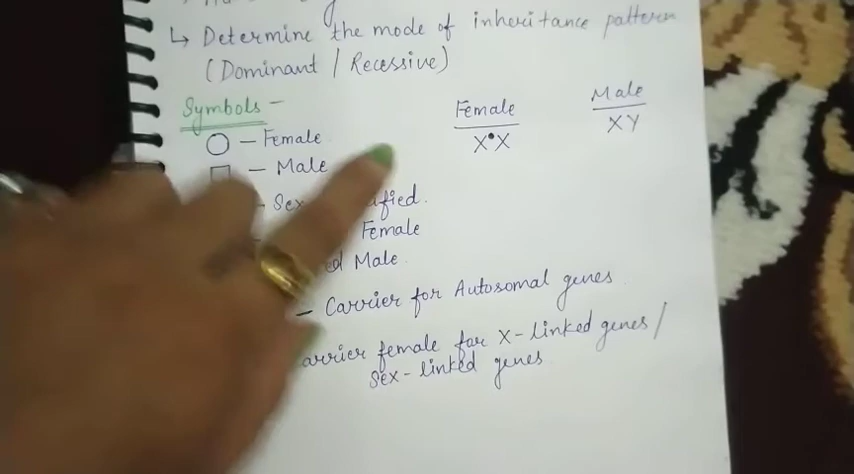 ↳ Determine the mode of inheritance pattern
(Dominant / Recessive)
Symbols -
Female
X•X
Male
XY
— Female
— Male
- Sex
Female
Male
— Carrier for Autosomal genes
female for X-linked genes /
Sex-linked genes